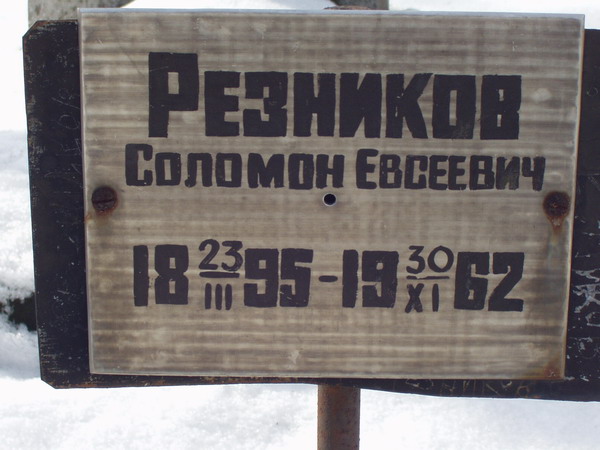 Резников
Соломон Евсеевич
18 23/III 95-19 30/XI 62